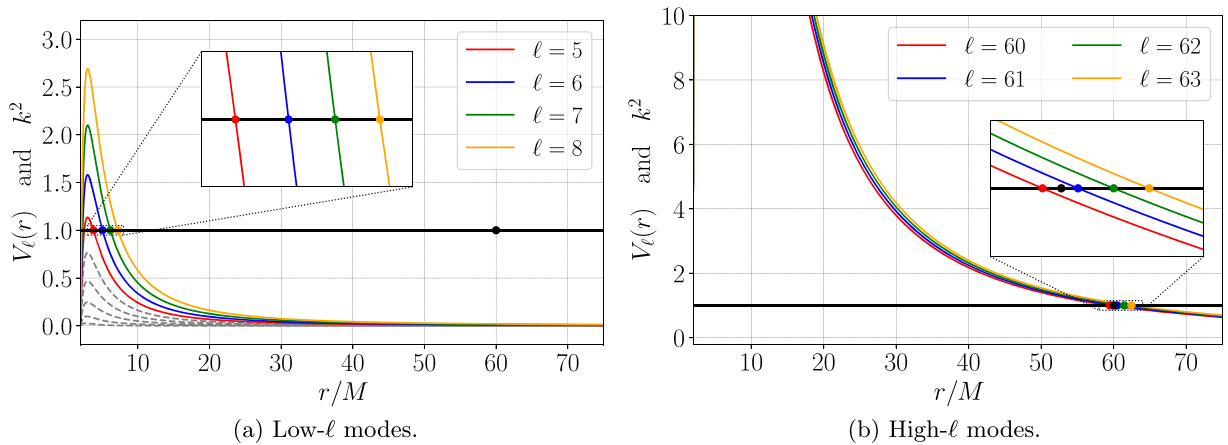 3.0
2.5
2.0
1.5
1.0
0.5
0.0
V_ℓ(r) and k²
10 20 30 40 50 60 70
r/M
ℓ = 5
ℓ = 6
ℓ = 7
ℓ = 8
(a) Low-ℓ modes.
10
8
6
4
2
0
V_ℓ(r) and k²
10 20 30 40 50 60 70
r/M
ℓ = 60 ℓ = 62
ℓ = 61 ℓ = 63
(b) High-ℓ modes.